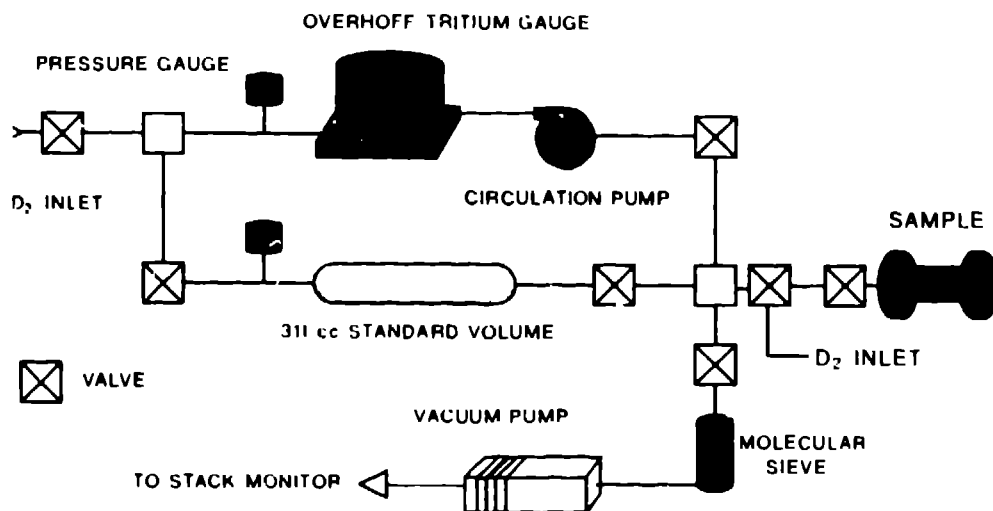 OVERHOFF TRITIUM GAUGE
PRESSURE GAUGE
D₂ INLET
CIRCULATION PUMP
SAMPLE
311 cc STANDARD VOLUME
D₂ INLET
VALVE
VACUUM PUMP
MOLECULAR
SIEVE
TO STACK MONITOR